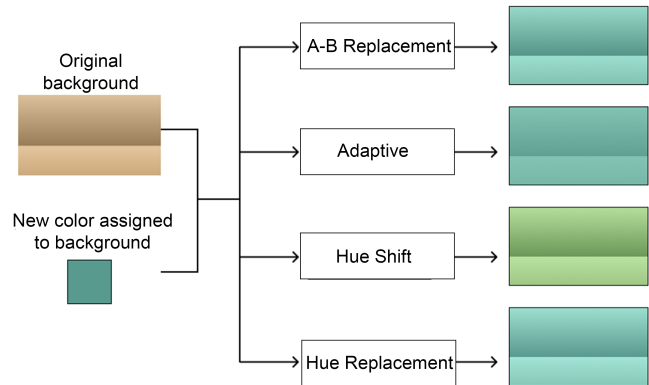 Original
background
New color assigned
to background
A-B Replacement
Adaptive
Hue Shift
Hue Replacement